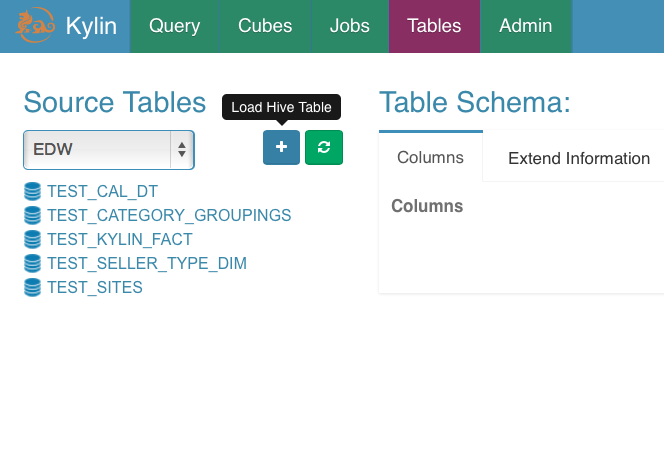 Kylin Query Cubes Jobs Tables Admin
Source Tables
Load Hive Table
EDW
TEST_CAL_DT
TEST_CATEGORY_GROUPINGS
TEST_KYLIN_FACT
TEST_SELLER_TYPE_DIM
TEST_SITES
Table Schema:
Columns Extend Information
Columns